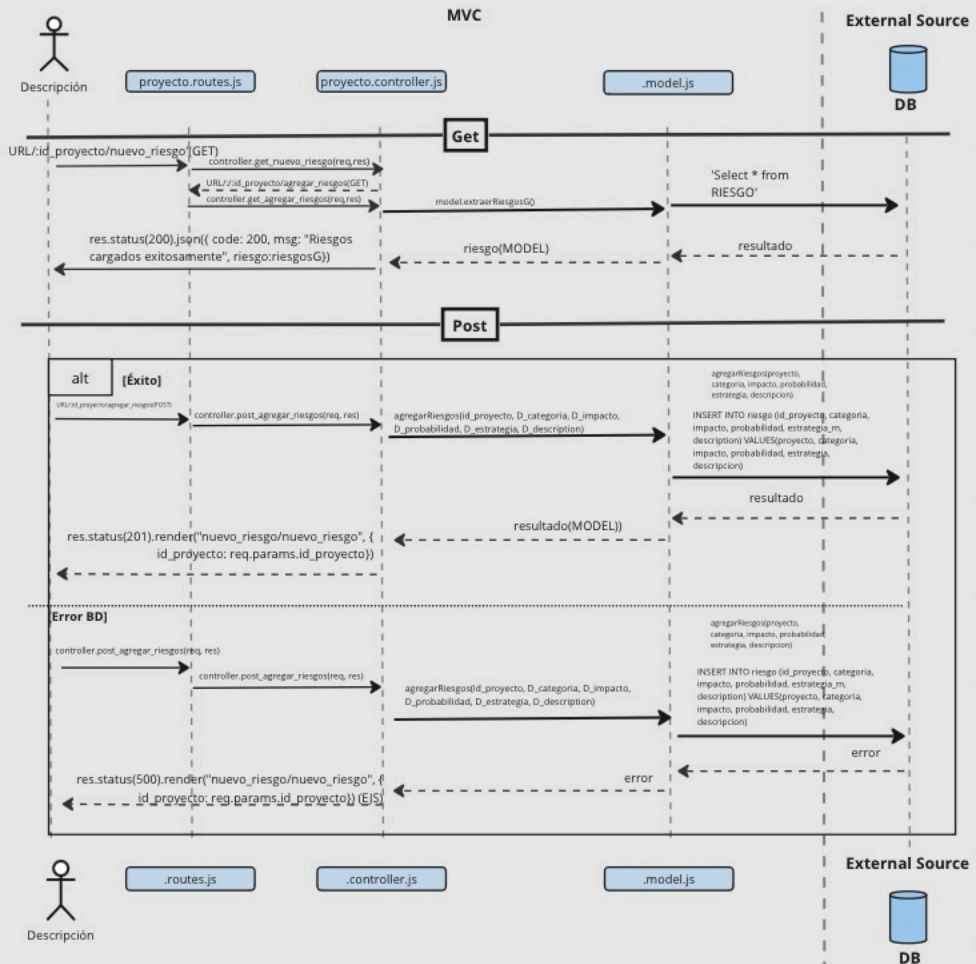 MVC
External Source
Descripción
proyecto.routes.js
proyecto.controller.js
.model.js
DB
Get
URL/:id_proyecto/nuevo_riesgo (GET)
controller.get_nuevo_riesgo(req,res)
URL/:/:id_proyecto/agregar_riesgos(GET)
controller.get_agregar_riesgos(req,res)
model.extraerRiesgosG()
'Select * from
RIESGO'
res.status(200).json({ code: 200, msg: "Riesgos
cargados exitosamente", riesgo:riesgosG})
riesgo(MODEL)
resultado
Post
alt
[Éxito]
URL/:id_proyecto/agregar_riesgos(POST)
controller.post_agregar_riesgos(req, res)
agregarRiesgos(id_proyecto, D_categoria, D_impacto,
D_probabilidad, D_estrategia, D_description)
agregarRiesgos(proyecto,
categoria, impacto, probabilidad,
estrategia, descripcion)
INSERT INTO riesgo (id_proyecto, categoria,
impacto, probabilidad, estrategia_m,
description) VALUES(proyecto, categoria,
impacto, probabilidad, estrategia,
descripcion)
resultado
resultado(MODEL))
res.status(201).render("nuevo_riesgo/nuevo_riesgo", {
id_proyecto: req.params.id_proyecto})
[Error BD]
controller.post_agregar_riesgos(req, res)
controller.post_agregar_riesgos(req, res)
agregarRiesgos(id_proyecto, D_categoria, D_impacto,
D_probabilidad, D_estrategia, D_description)
agregarRiesgos(proyecto,
categoria, impacto, probabilidad,
estrategia, descripcion)
INSERT INTO riesgo (id_proyecto, categoria,
impacto, probabilidad, estrategia_m,
description) VALUES(proyecto, categoria,
impacto, probabilidad, estrategia,
descripcion)
error
error
res.status(500).render("nuevo_riesgo/nuevo_riesgo", {
id_proyecto: req.params.id_proyecto}) (EJS)
Descripción
.routes.js
.controller.js
.model.js
External Source
DB